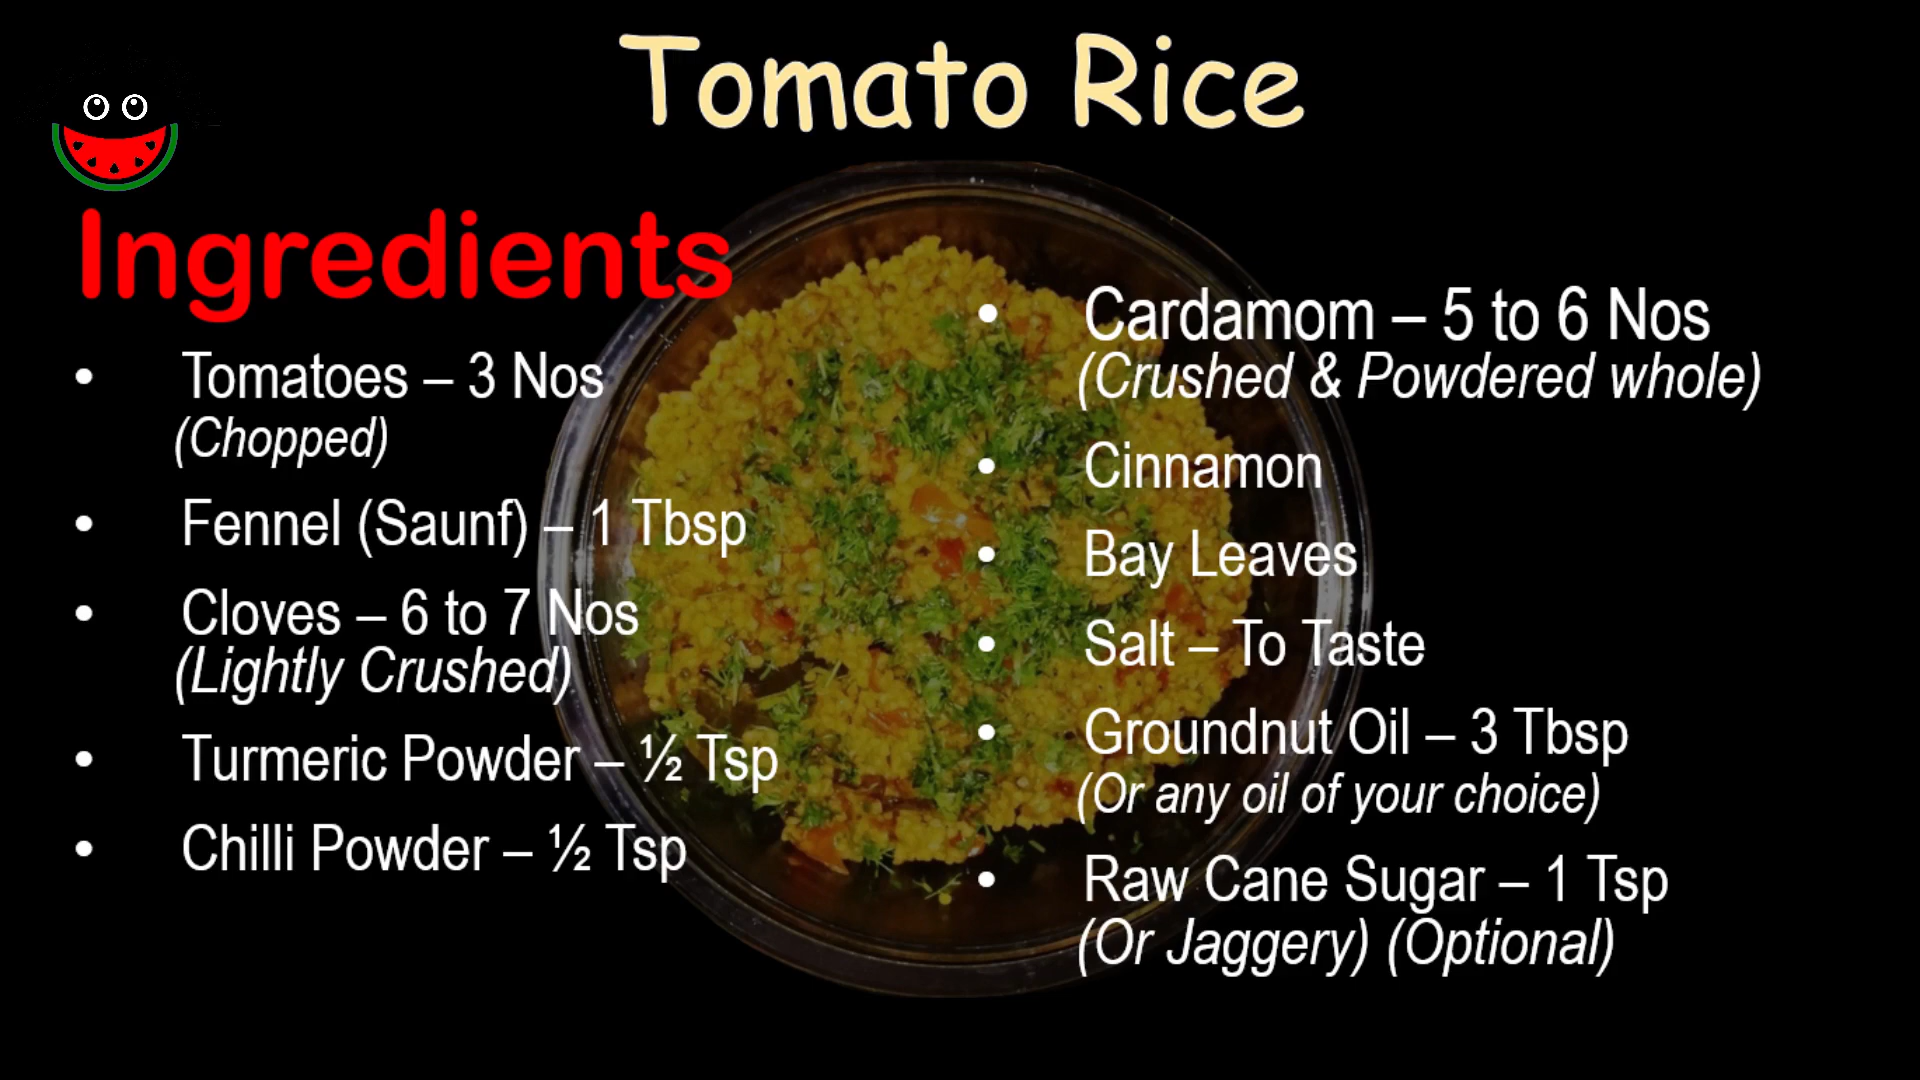 Tomato Rice
Ingredients
• Tomatoes – 3 Nos
(Chopped)
• Fennel (Saunf) – 1 Tbsp
• Cloves – 6 to 7 Nos
(Lightly Crushed)
• Turmeric Powder – ½ Tsp
• Chilli Powder – ½ Tsp
• Cardamom – 5 to 6 Nos
(Crushed & Powdered whole)
• Cinnamon
• Bay Leaves
• Salt – To Taste
• Groundnut Oil – 3 Tbsp
(Or any oil of your choice)
• Raw Cane Sugar – 1 Tsp
(Or Jaggery) (Optional)